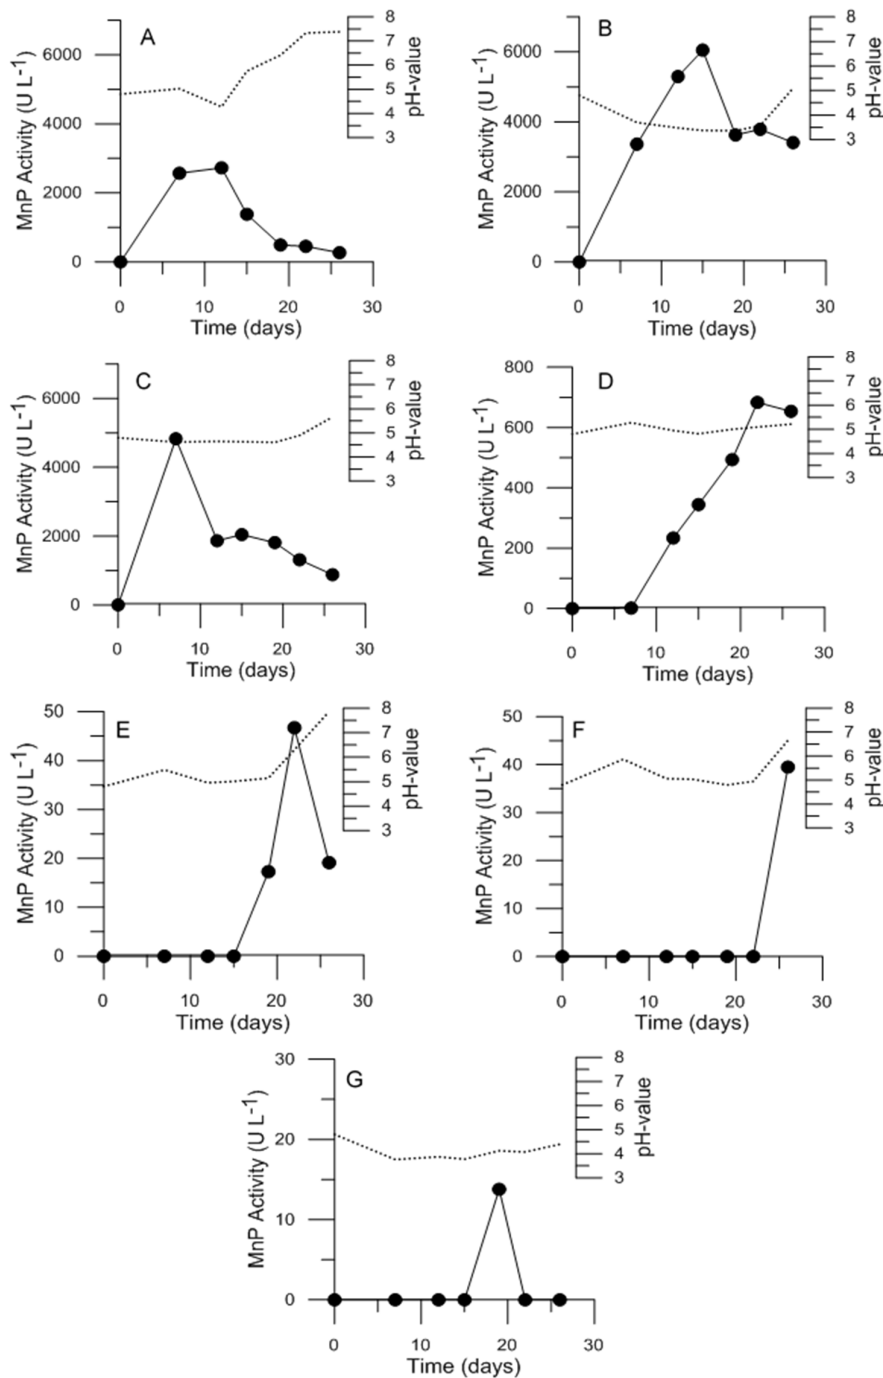 A
MnP Activity (U L-1)
6000
4000
2000
0
0 10 20 30
Time (days)
8
7
6
5
4
3
pH-value
B
MnP Activity (U L-1)
6000
4000
2000
0
0 10 20 30
Time (days)
8
7
6
5
4
3
pH-value
C
MnP Activity (U L-1)
6000
4000
2000
0
0 10 20 30
Time (days)
8
7
6
5
4
3
pH-value
D
MnP Activity (U L-1)
800
600
400
200
0
0 10 20 30
Time (days)
8
7
6
5
4
3
pH-value
E
MnP Activity (U L-1)
50
40
30
20
10
0
0 10 20 30
Time (days)
8
7
6
5
4
3
pH-value
F
MnP Activity (U L-1)
50
40
30
20
10
0
0 10 20 30
Time (days)
8
7
6
5
4
3
pH-value
G
MnP Activity (U L-1)
30
20
10
0
0 10 20 30
Time (days)
8
7
6
5
4
3
pH-value